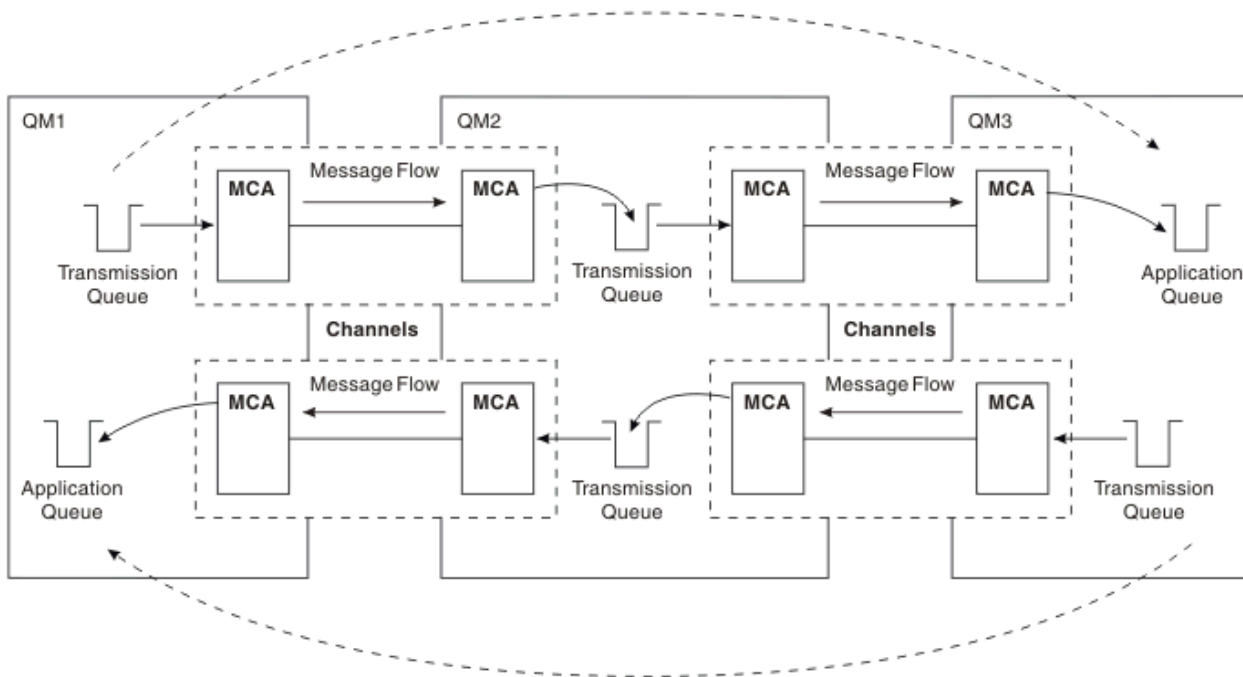 QM1
QM2
QM3
MCA
Message Flow
MCA
MCA
Message Flow
MCA
Transmission
Queue
Transmission
Queue
Application
Queue
Channels
Channels
MCA
Message Flow
MCA
MCA
Message Flow
MCA
Application
Queue
Transmission
Queue
Transmission
Queue